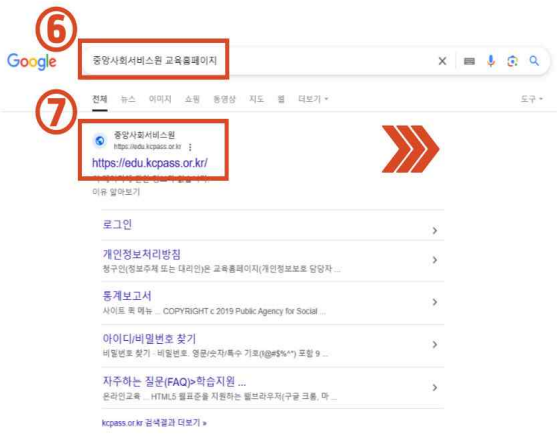 ⑥
Google
중앙사회서비스원 교육홈페이지
전체 뉴스 이미지 쇼핑 동영상 지도 웹 더보기
도구
⑦
중앙사회서비스원
https://edu.kcpass.or.kr
https://edu.kcpass.or.kr/
이유 알아보기
로그인
개인정보처리방침
청구인(정보주체 또는 대리인)은 교육홈페이지(개인정보보호 담당자 ...
통계보고서
사이트 퀵 메뉴 ... COPYRIGHT c 2019 Public Agency for Social ...
아이디/비밀번호 찾기
비밀번호 찾기 · 비밀번호. 영문/숫자/특수 기호(!@#$%^*) 포함 9 ...
자주하는 질문(FAQ)>학습지원 ...
온라인교육 ... HTML5 웹표준을 지원하는 웹브라우저(구글 크롬, 마 ...
kcpass.or.kr 검색결과 더보기 »